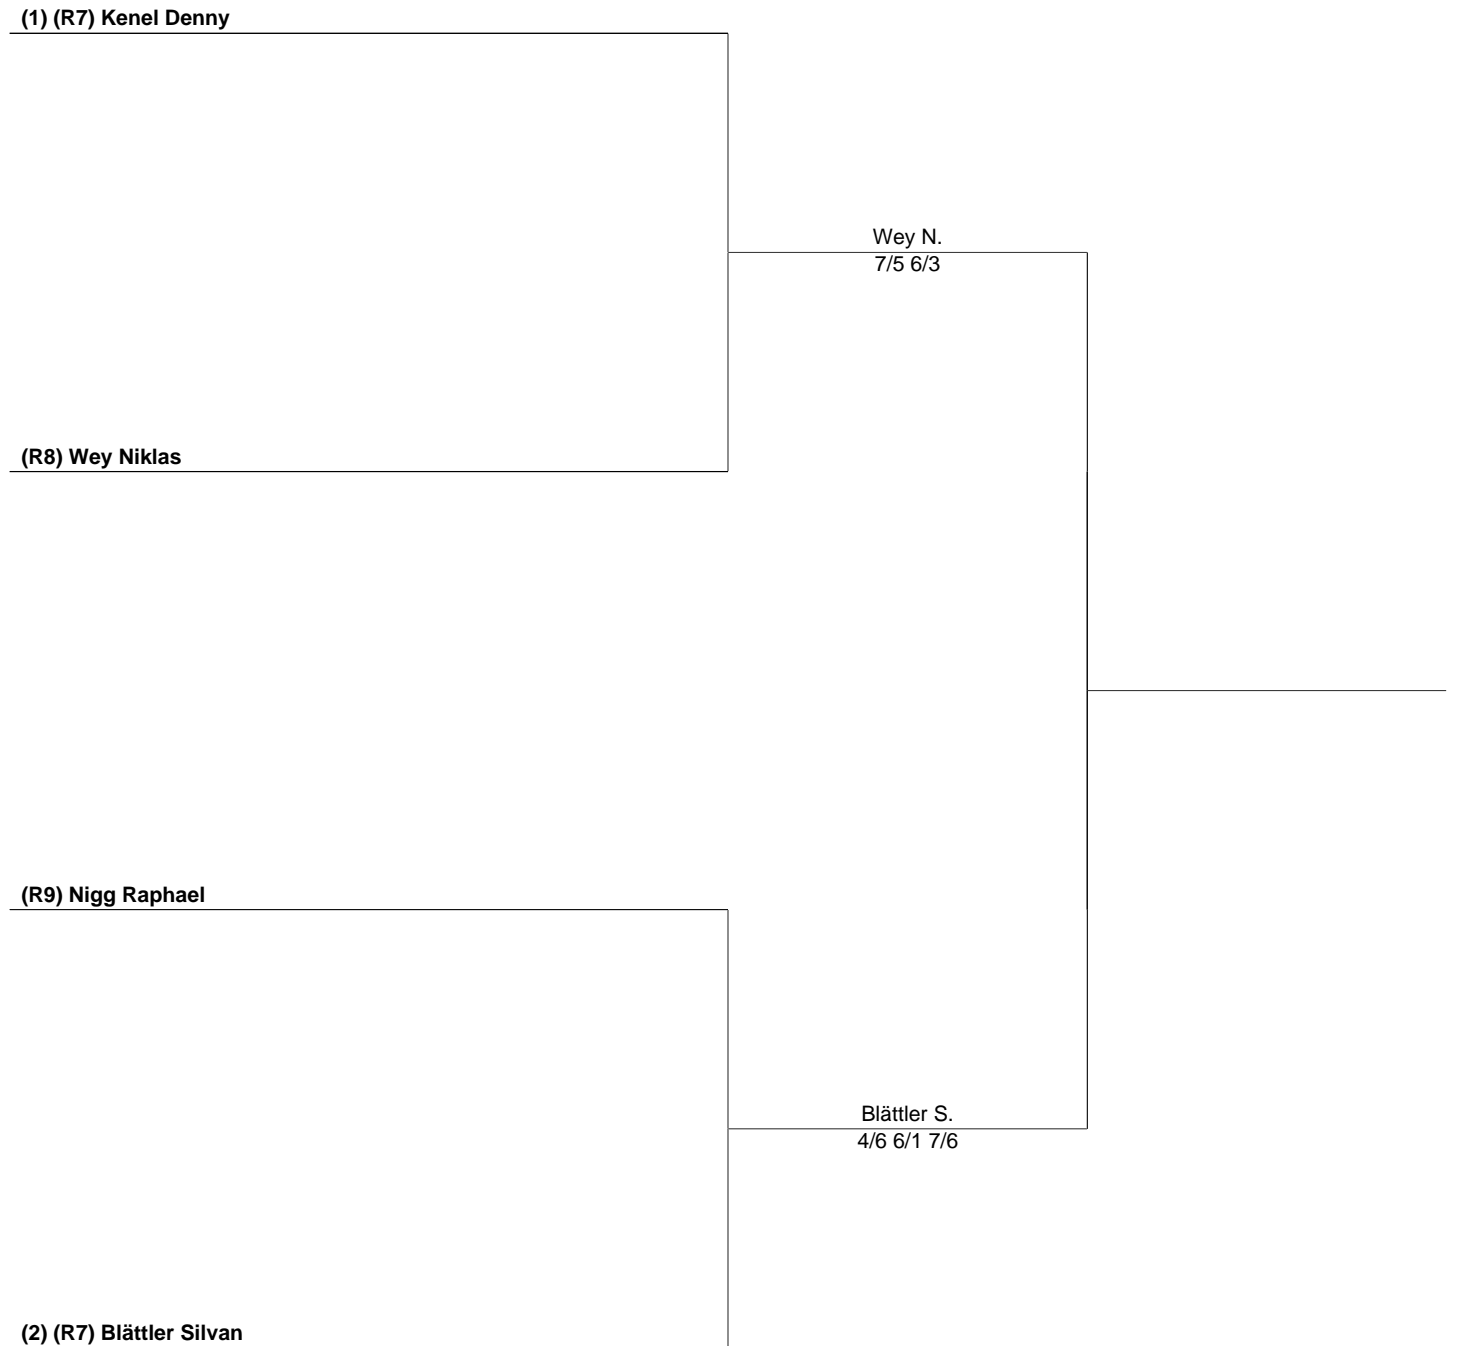 (1) (R7) Kenel Denny
Wey N.
7/5 6/3
(R8) Wey Niklas
(R9) Nigg Raphael
Blättler S.
4/6 6/1 7/6
(2) (R7) Blättler Silvan